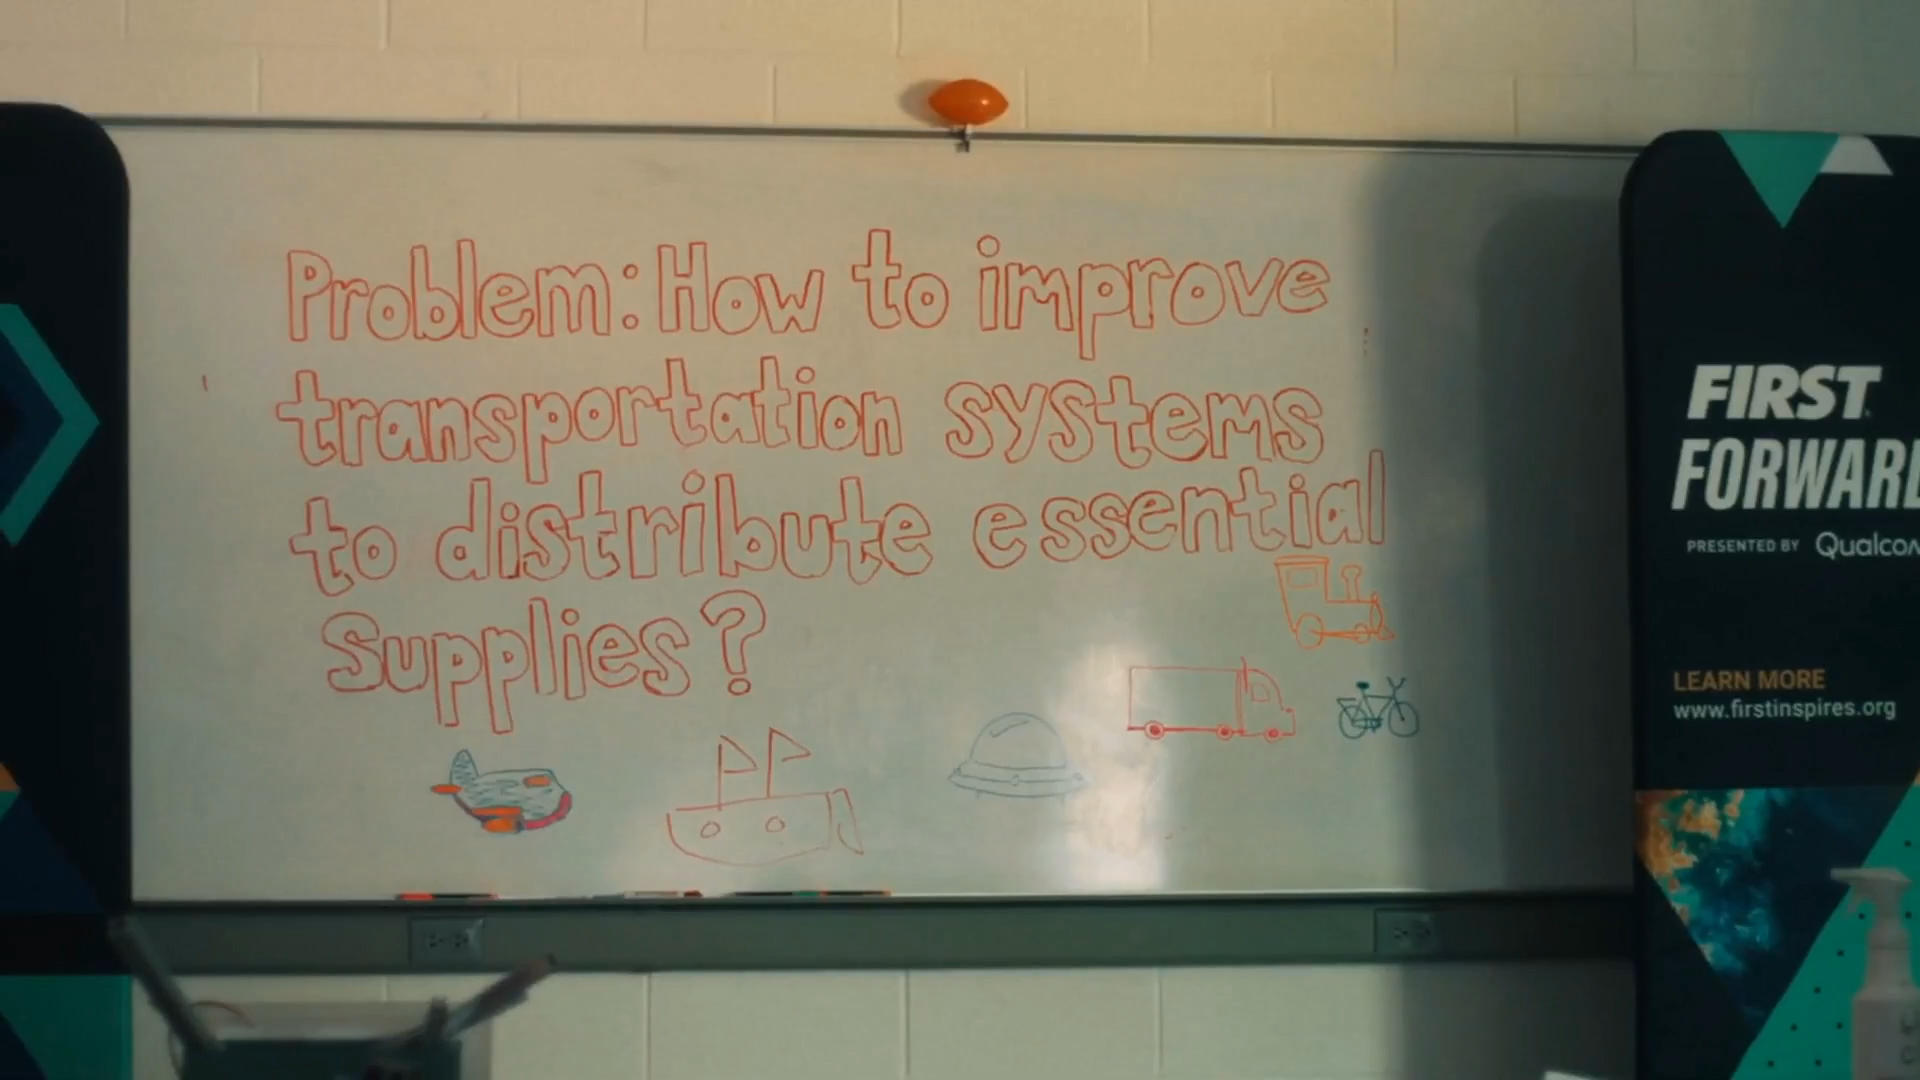 Problem: How to improve
transportation systems
to distribute essential
Supplies?
FIRST
FORWARD
PRESENTED BY
LEARN MORE
www.firstinspires.org